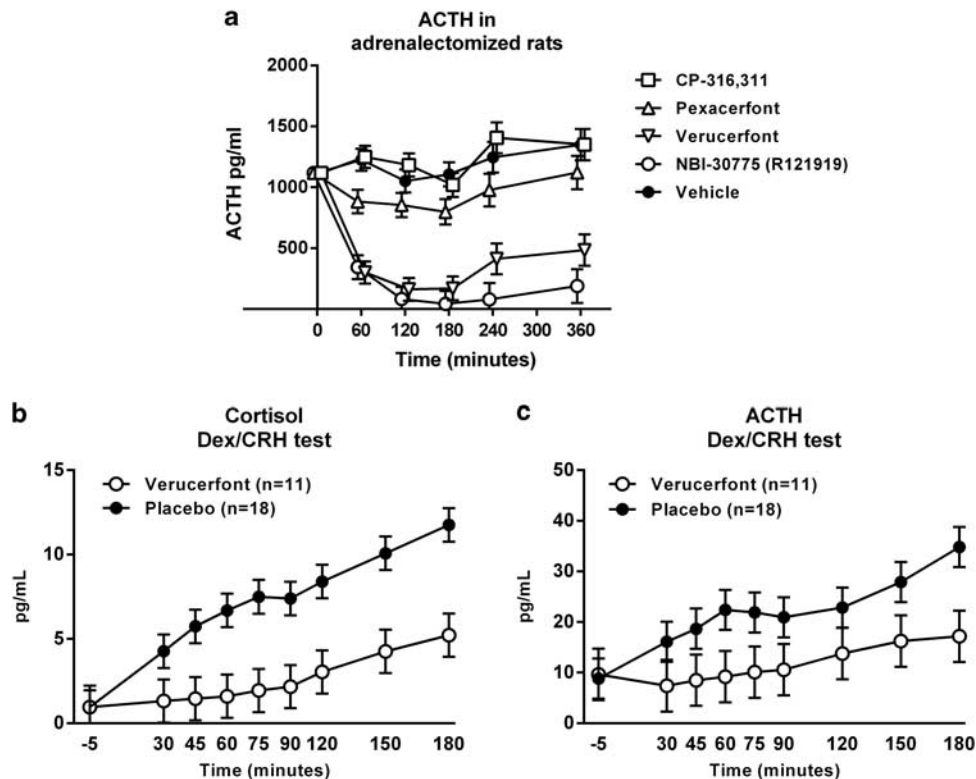 a
ACTH in
adrenalectomized rats
2000
1500
1000
500
ACTH pg/ml
0 60 120 180 240 300 360
Time (minutes)
CP-316,311
Pexacerfont
Verucerfont
NBI-30775 (R121919)
Vehicle
b
Cortisol
Dex/CRH test
Verucerfont (n=11)
Placebo (n=18)
15
10
5
0
pg/mL
-5 30 45 60 75 90 120 150 180
Time (minutes)
c
ACTH
Dex/CRH test
Verucerfont (n=11)
Placebo (n=18)
50
40
30
20
10
0
pg/mL
-5 30 45 60 75 90 120 150 180
Time (minutes)